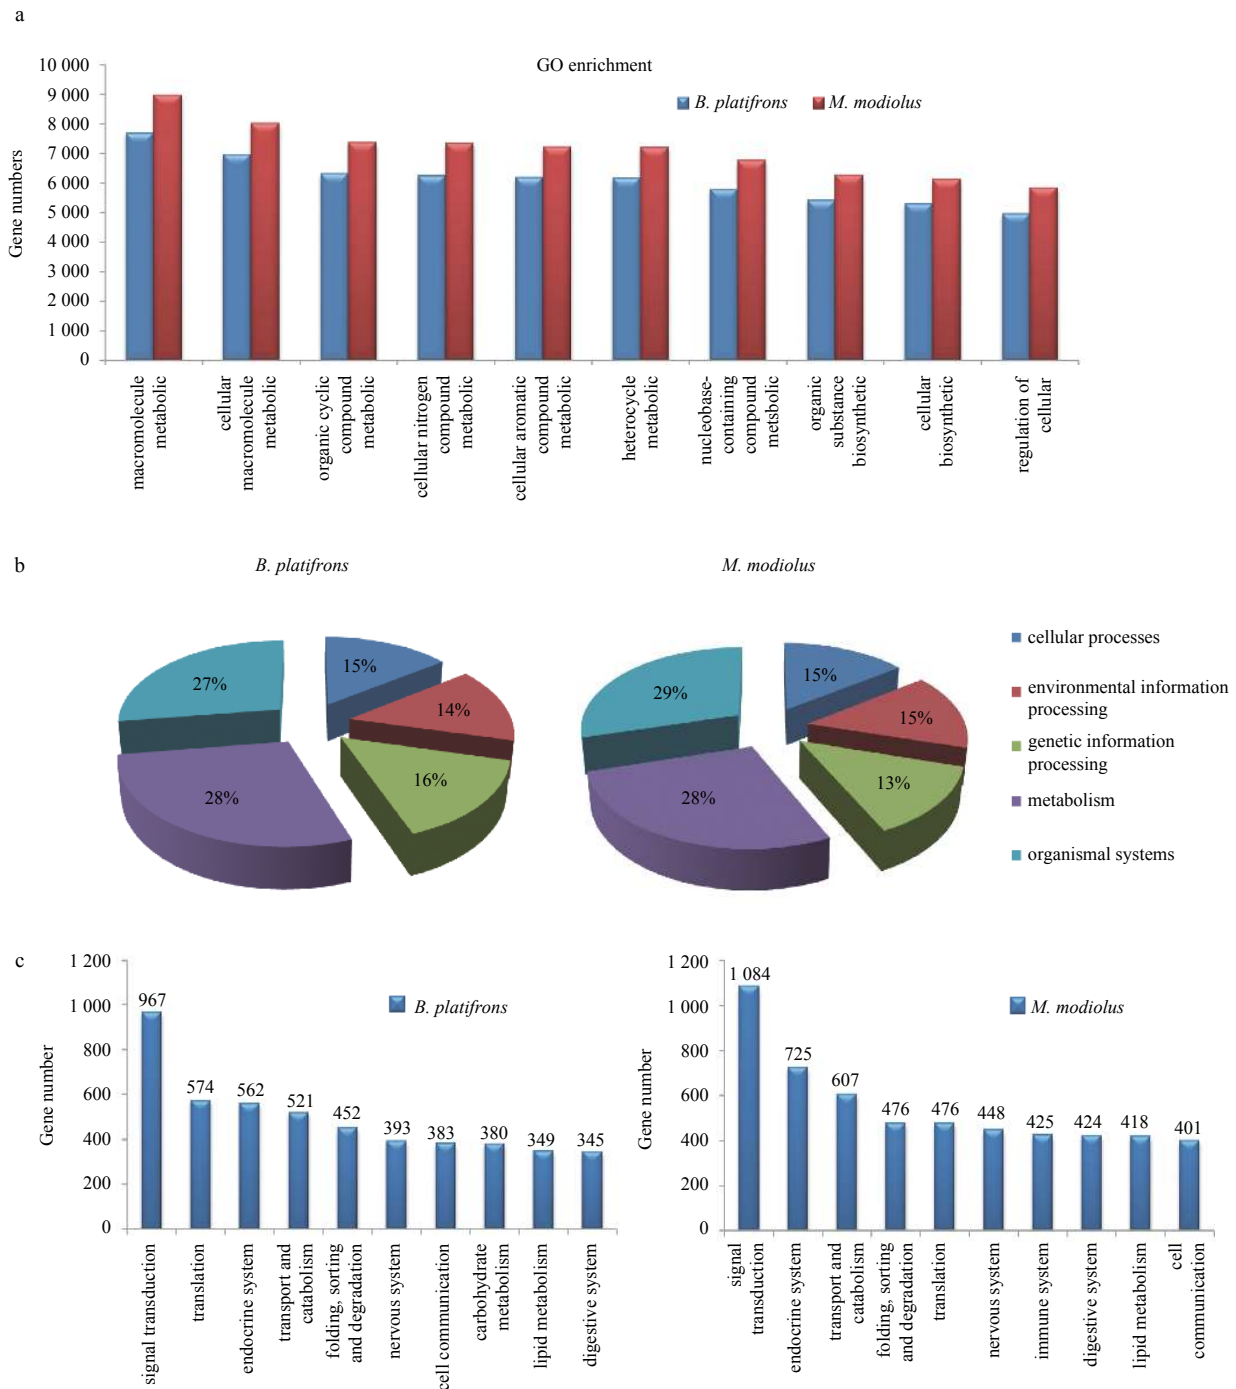 a
GO enrichment
B. platifrons
M. modiolus
Gene numbers
10 000
9 000
8 000
7 000
6 000
5 000
4 000
3 000
2 000
1 000
0
macromolecule
metabolic
cellular
macromolecule
metabolic
organic cyclic
compound
metabolic
cellular nitrogen
compound
metabolic
cellular aromatic
compound
metabolic
heterocycle
metabolic
nucleobase-
containing
compound
metsbolic
organic
substance
biosynthetic
cellular
biosynthetic
regulation of
cellular
b
B. platifrons
M. modiolus
15%
14%
16%
28%
27%
15%
15%
13%
28%
29%
cellular processes
environmental information
processing
genetic information
processing
metabolism
organismal systems
c
Gene number
1 200
1 000
800
600
400
200
0
B. platifrons
967
574
562
521
452
393
383
380
349
345
signal transduction
translation
endocrine system
transport and
catabolism
folding, sorting
and degradation
nervous system
cell communication
carbohydrate
metabolism
lipid metabolism
digestive system
Gene number
1 200
1 000
800
600
400
200
0
M. modiolus
1 084
725
607
476
476
448
425
424
418
401
signal
transduction
endocrine system
transport and
catabolism
folding, sorting
and degradation
translation
nervous system
immune system
digestive system
lipid metabolism
cell
communication